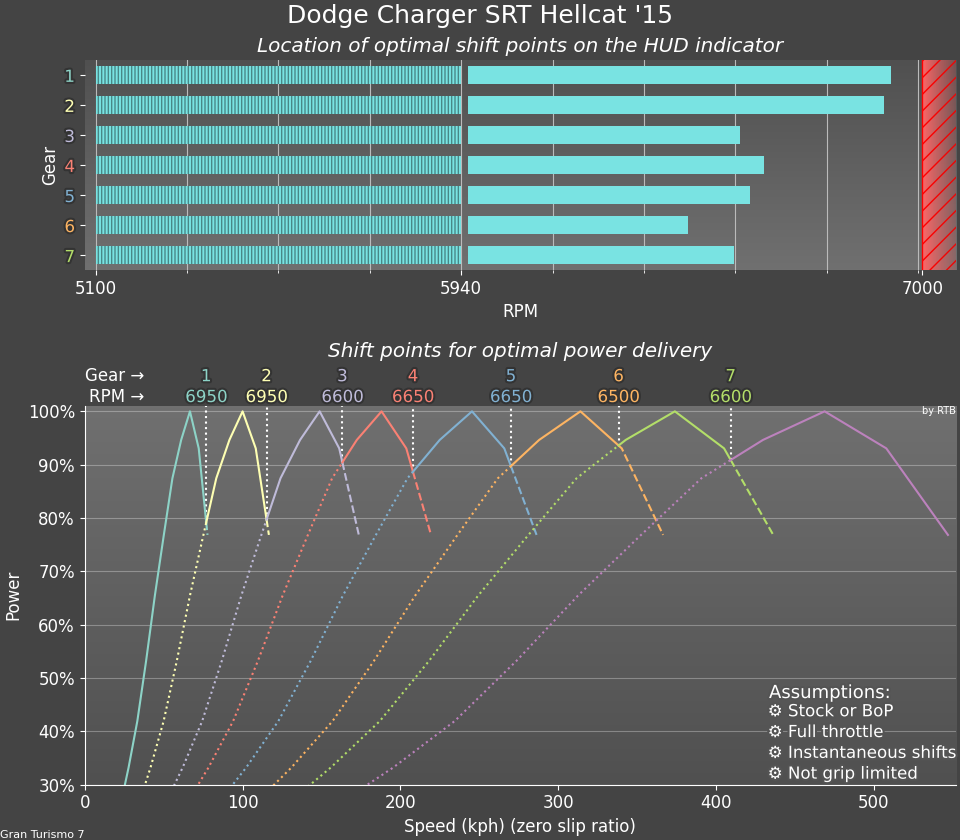 Dodge Charger SRT Hellcat '15
Location of optimal shift points on the HUD indicator
Gear
1
2
3
4
5
6
7
5100 5940 7000
RPM
Shift points for optimal power delivery
Gear → 1 2 3 4 5 6 7
RPM → 6950 6950 6600 6650 6650 6500 6600
by RTB
Power
100%
90%
80%
70%
60%
50%
40%
30%
Assumptions:
⚙ Stock or BoP
⚙ Full throttle
⚙ Instantaneous shifts
⚙ Not grip limited
0 100 200 300 400 500
Speed (kph) (zero slip ratio)
Gran Turismo 7